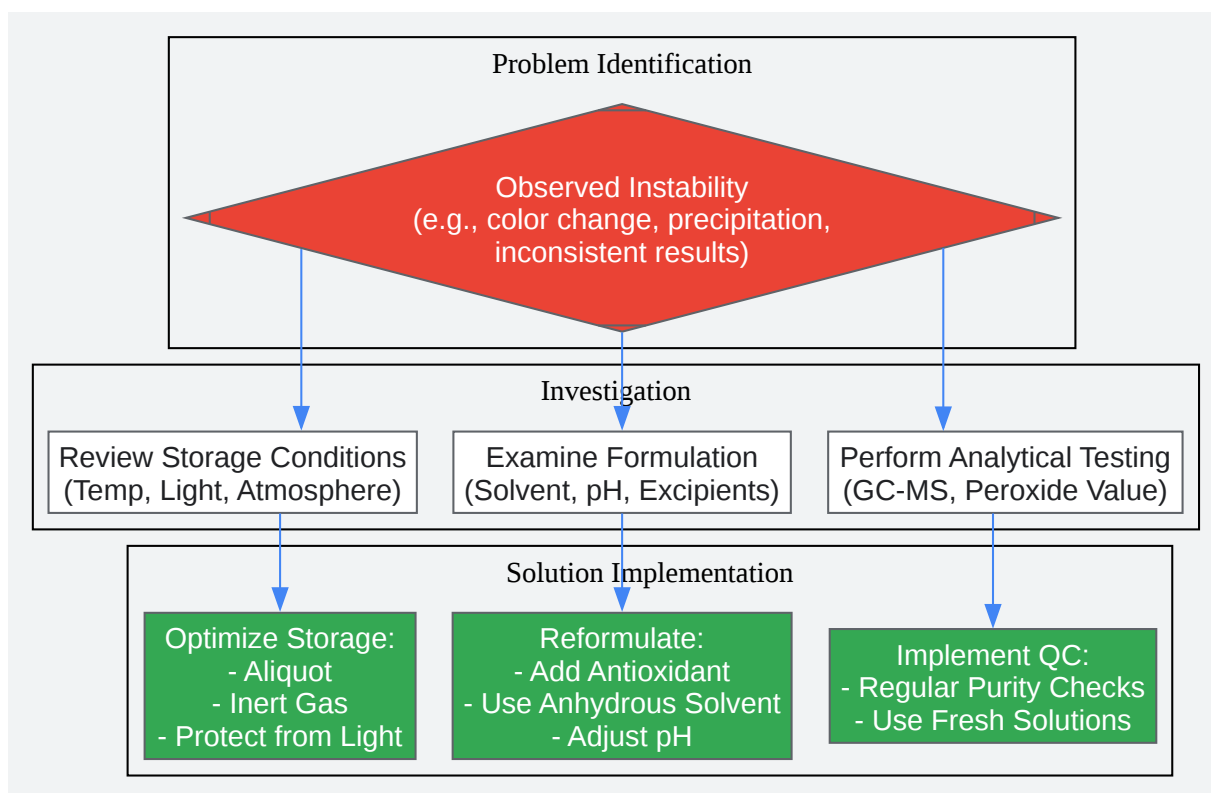 Problem Identification
Observed Instability
(e.g., color change, precipitation,
inconsistent results)
Investigation
Review Storage Conditions
(Temp, Light, Atmosphere)
Examine Formulation
(Solvent, pH, Excipients)
Perform Analytical Testing
(GC-MS, Peroxide Value)
Solution Implementation
Optimize Storage:
- Aliquot
- Inert Gas
- Protect from Light
Reformulate:
- Add Antioxidant
- Use Anhydrous Solvent
- Adjust pH
Implement QC:
- Regular Purity Checks
- Use Fresh Solutions